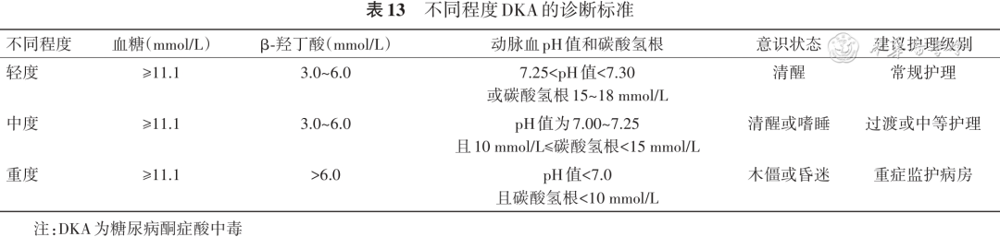 表13 不同程度DKA的诊断标准
不同程度 血糖(mmol/L) β-羟丁酸(mmol/L) 动脉血pH值和碳酸氢根 意识状态 建议护理级别
轻度 ≥11.1 3.0~6.0 7.25<pH值<7.30 清醒 常规护理
或碳酸氢根15~18 mmol/L
中度 ≥11.1 3.0~6.0 pH值为7.00~7.25 清醒或嗜睡 过渡或中等护理
且10 mmol/L≤碳酸氢根<15 mmol/L
重度 ≥11.1 >6.0 pH值<7.0 木僵或昏迷 重症监护病房
且碳酸氢根<10 mmol/L
注:DKA为糖尿病酮症酸中毒